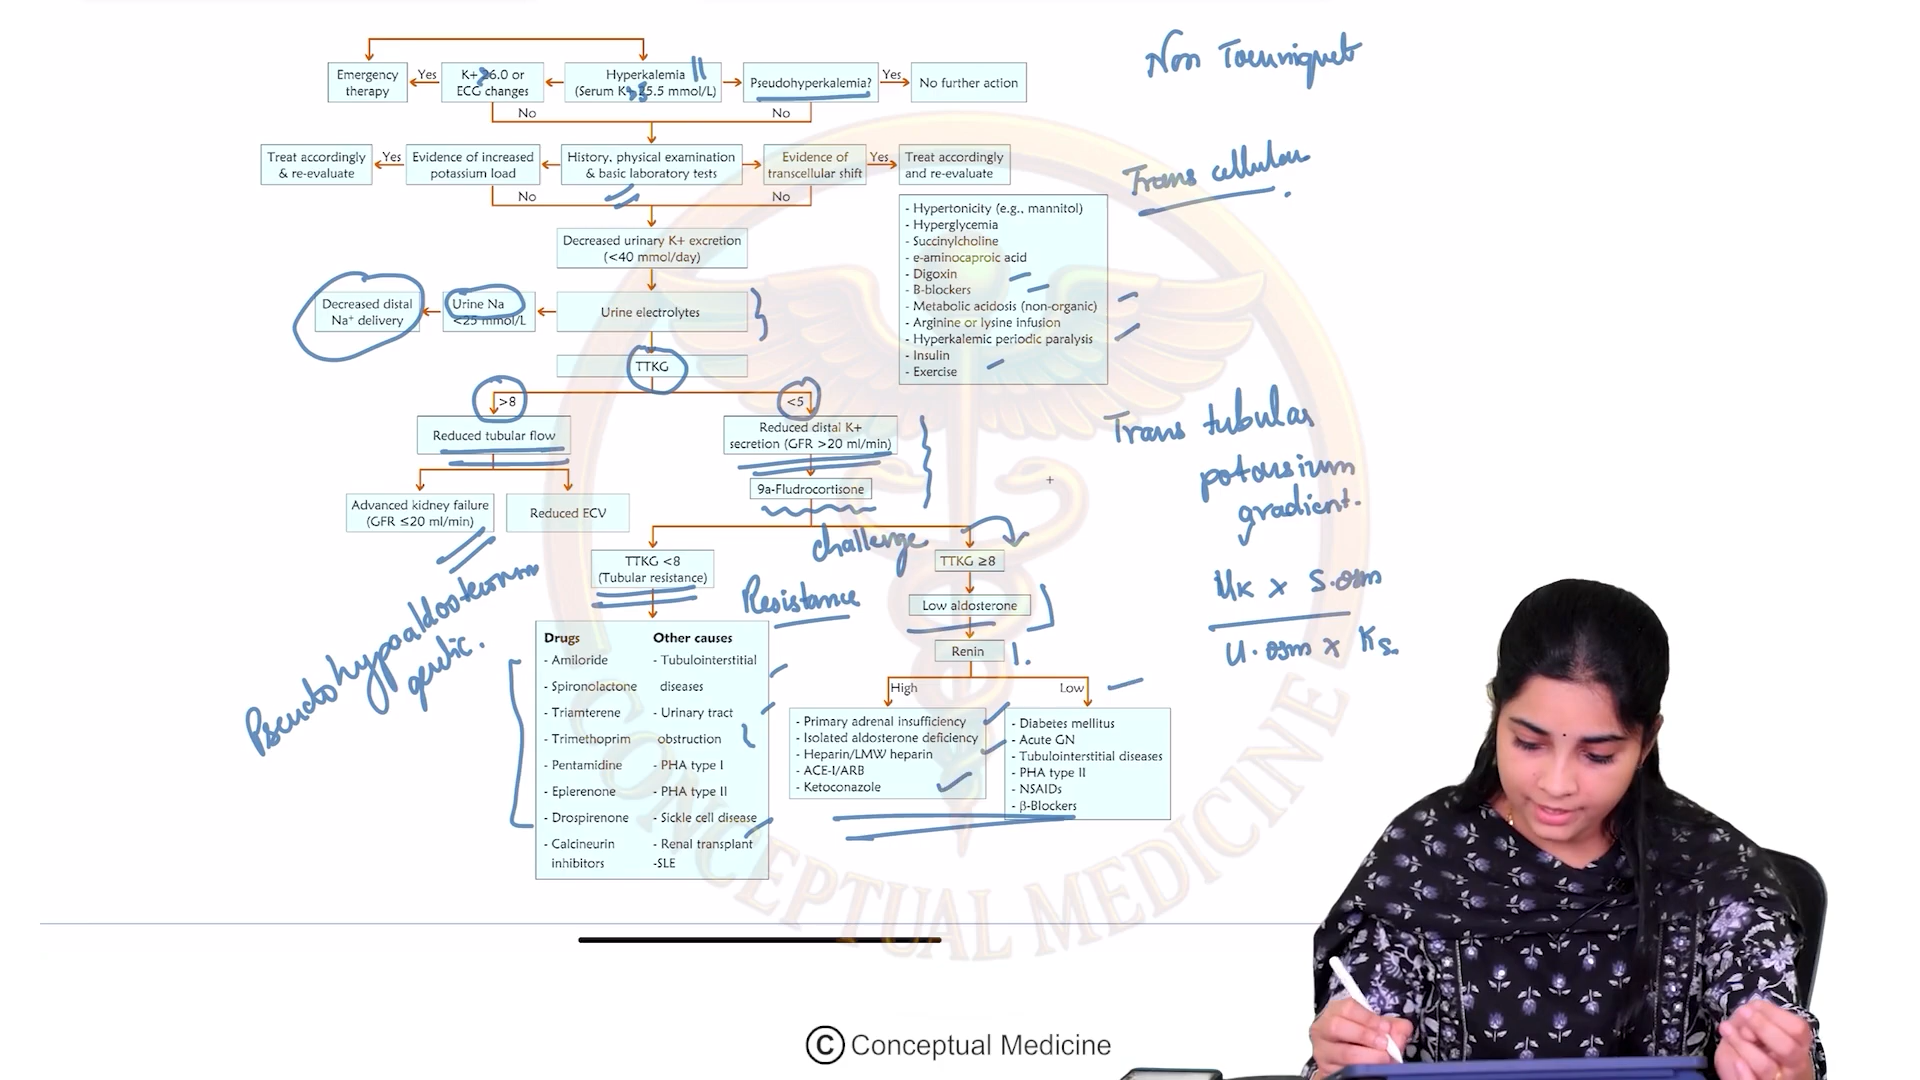 Non Tourniquet
Emergency
therapy
Yes
K+ ≥6.0 or
ECG changes
Hyperkalemia
(Serum K+ ≥5.5 mmol/L)
Pseudohyperkalemia?
Yes
No further action
No
No
Treat accordingly
& re-evaluate
Yes
Evidence of increased
potassium load
History, physical examination
& basic laboratory tests
Evidence of
transcellular shift
Yes
Treat accordingly
and re-evaluate
Trans cellular
No
No
- Hypertonicity (e.g., mannitol)
- Hyperglycemia
- Succinylcholine
- e-aminocaproic acid
- Digoxin
- B-blockers
- Metabolic acidosis (non-organic)
- Arginine or lysine infusion
- Hyperkalemic periodic paralysis
- Insulin
- Exercise
Decreased urinary K+ excretion
(<40 mmol/day)
Decreased distal
Na+ delivery
Urine Na
<25 mmol/L
Urine electrolytes
TTKG
>8
<5
Reduced tubular flow
Reduced distal K+
secretion (GFR >20 ml/min)
Trans tubular
potassium
gradient.
9a-Fludrocortisone
Advanced kidney failure
(GFR ≤20 ml/min)
Reduced ECV
challenge
TTKG <8
(Tubular resistance)
TTKG ≥8
Resistance
Low aldosterone
Renin
UK x S.osm
U.osm x Ks.
genetic.
High
Low
Drugs
- Amiloride
- Spironolactone
- Triamterene
- Trimethoprim
- Pentamidine
- Eplerenone
- Drospirenone
- Calcineurin
inhibitors
Other causes
- Tubulointerstitial
diseases
- Urinary tract
obstruction
- PHA type I
- PHA type II
- Sickle cell disease
- Renal transplant
-SLE
- Primary adrenal insufficiency
- Isolated aldosterone deficiency
- Heparin/LMW heparin
- ACE-I/ARB
- Ketoconazole
- Diabetes mellitus
- Acute GN
- Tubulointerstitial diseases
- PHA type II
- NSAIDs
- β-Blockers
CONCEPTUAL MEDICINE
© Conceptual Medicine